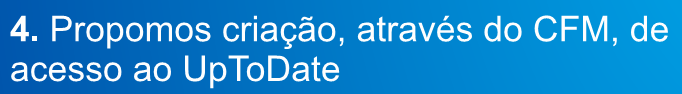 4. Propomos criação, através do CFM, de
acesso ao UpToDate